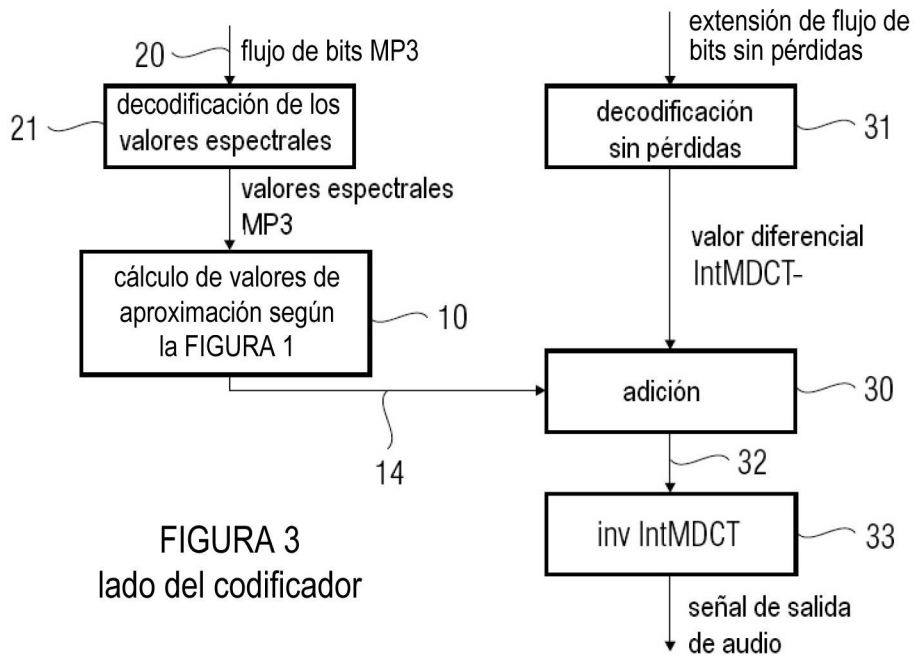 20
flujo de bits MP3
21
decodificación de los
valores espectrales
valores espectrales
MP3
cálculo de valores de
aproximación según
la FIGURA 1
10
14
extensión de flujo de
bits sin pérdidas
decodificación
sin pérdidas
31
valor diferencial
IntMDCT-
adición
30
32
inv IntMDCT
33
señal de salida
de audio
FIGURA 3
lado del codificador